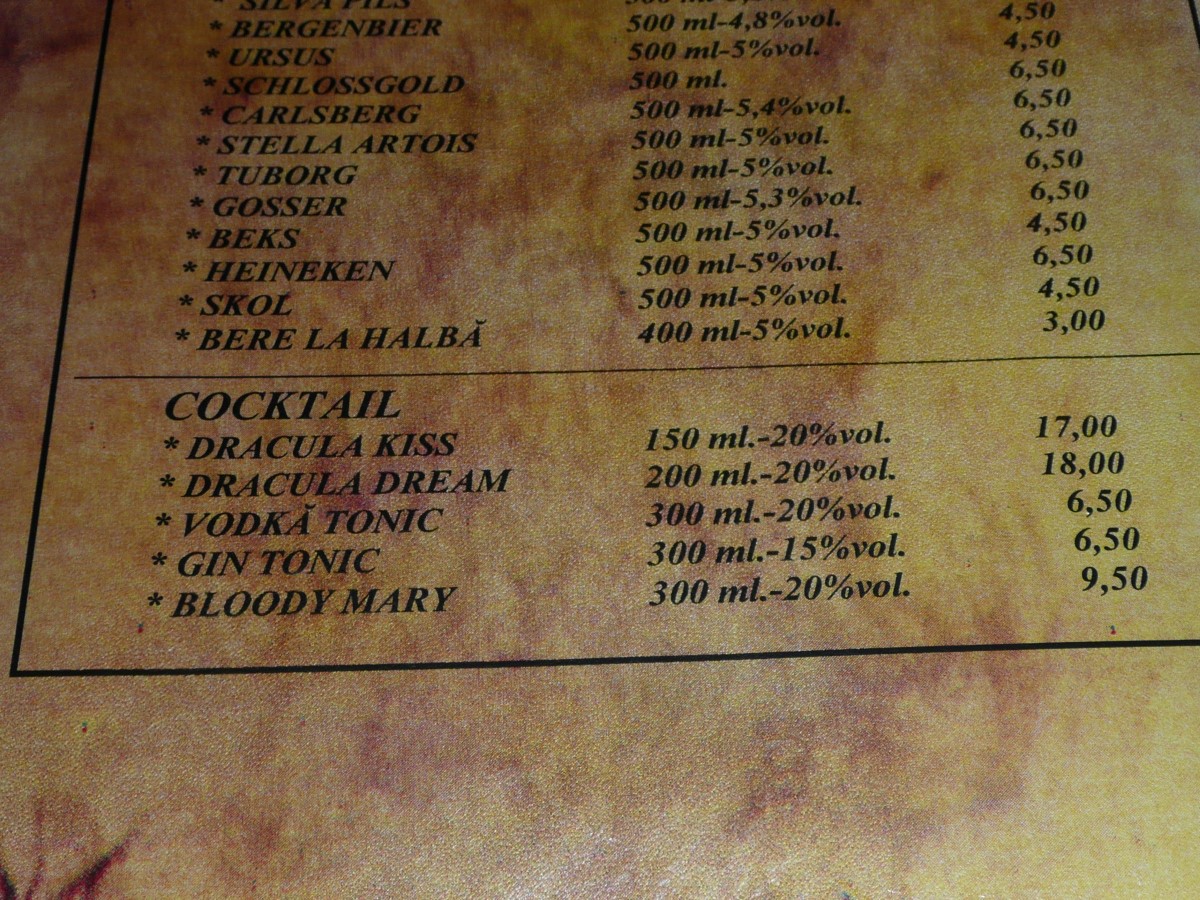 * SILVA PILS
* BERGENBIER 500 ml-4,8%vol. 4,50
* URSUS 500 ml-5%vol. 4,50
* SCHLOSSGOLD 500 ml. 6,50
* CARLSBERG 500 ml-5,4%vol. 6,50
* STELLA ARTOIS 500 ml-5%vol. 6,50
* TUBORG 500 ml-5%vol. 6,50
* GOSSER 500 ml-5,3%vol. 6,50
* BEKS 500 ml-5%vol. 4,50
* HEINEKEN 500 ml-5%vol. 6,50
* SKOL 500 ml-5%vol. 4,50
* BERE LA HALBĂ 400 ml-5%vol. 3,00
COCKTAIL
* DRACULA KISS 150 ml.-20%vol. 17,00
* DRACULA DREAM 200 ml.-20%vol. 18,00
* VODKĂ TONIC 300 ml.-20%vol. 6,50
* GIN TONIC 300 ml.-15%vol. 6,50
* BLOODY MARY 300 ml.-20%vol. 9,50